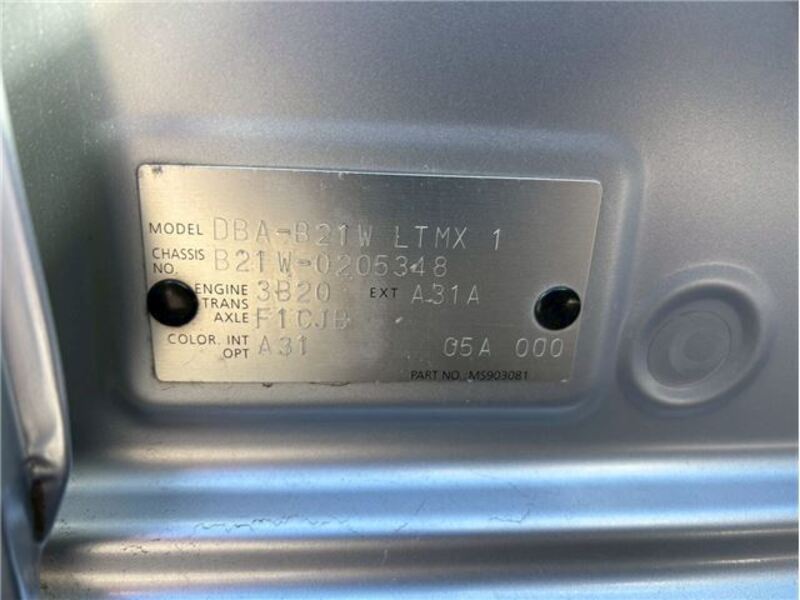 MODEL DBA-B21W LTMX 1
CHASSIS NO. B21W-0205348
ENGINE 3B20 EXT A31A
TRANS AXLE F1CJB
COLOR. INT OPT A31 05A 000
PART NO.: MS903081